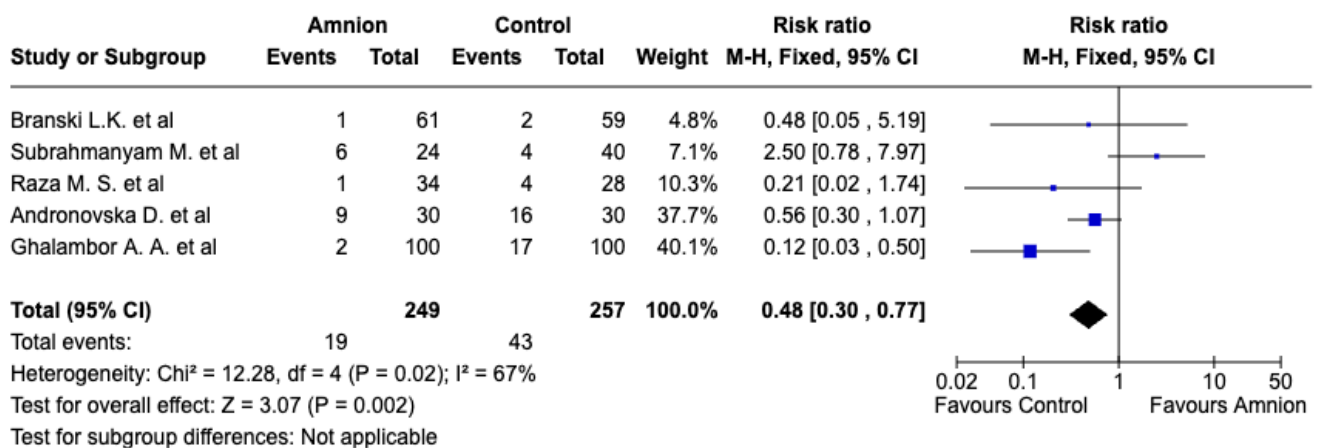 Amnion Control Risk ratio Risk ratio
Study or Subgroup Events Total Events Total Weight M-H, Fixed, 95% CI M-H, Fixed, 95% CI
Branski L.K. et al 1 61 2 59 4.8% 0.48 [0.05 , 5.19]
Subrahmanyam M. et al 6 24 4 40 7.1% 2.50 [0.78 , 7.97]
Raza M. S. et al 1 34 4 28 10.3% 0.21 [0.02 , 1.74]
Andronovska D. et al 9 30 16 30 37.7% 0.56 [0.30 , 1.07]
Ghalambor A. A. et al 2 100 17 100 40.1% 0.12 [0.03 , 0.50]
Total (95% CI) 249 257 100.0% 0.48 [0.30 , 0.77]
Total events: 19 43
Heterogeneity: Chi² = 12.28, df = 4 (P = 0.02); I² = 67%
0.02 0.1 1 10 50
Test for overall effect: Z = 3.07 (P = 0.002)
Favours Control Favours Amnion
Test for subgroup differences: Not applicable